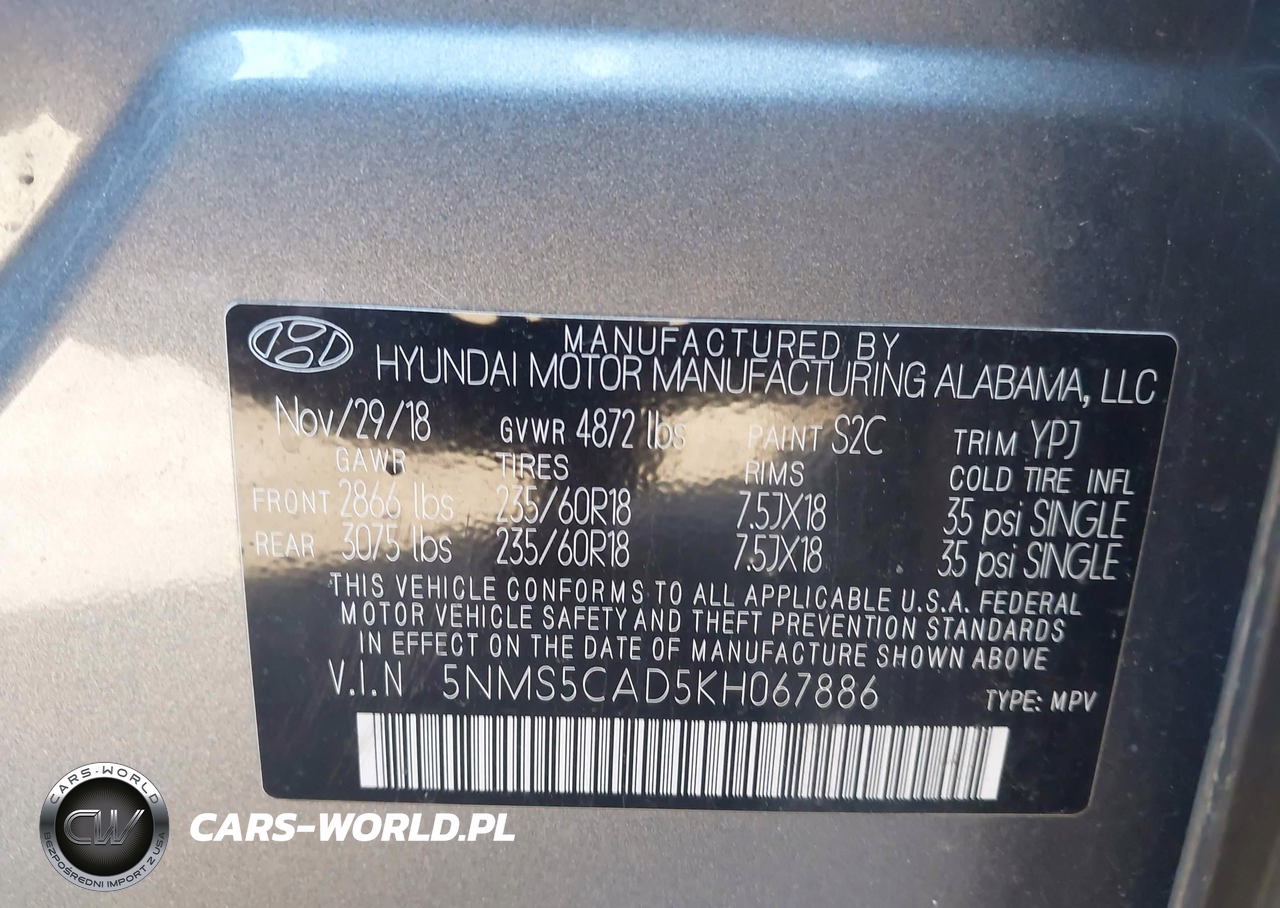 MANUFACTURED BY
HYUNDAI MOTOR MANUFACTURING ALABAMA, LLC
Nov/29/18 GVWR 4872 lbs PAINT S2C TRIM YPJ
GAWR TIRES RIMS COLD TIRE INFL
FRONT 2866 lbs 235/60R18 7.5JX18 35 psi SINGLE
REAR 3075 lbs 235/60R18 7.5JX18 35 psi SINGLE
THIS VEHICLE CONFORMS TO ALL APPLICABLE U.S.A. FEDERAL
MOTOR VEHICLE SAFETY AND THEFT PREVENTION STANDARDS
IN EFFECT ON THE DATE OF MANUFACTURE SHOWN ABOVE
V.I.N 5NMS5CAD5KH067886 TYPE: MPV
CARS-WORLD
CW
BEZPOŚREDNI IMPORT Z USA
CARS-WORLD.PL